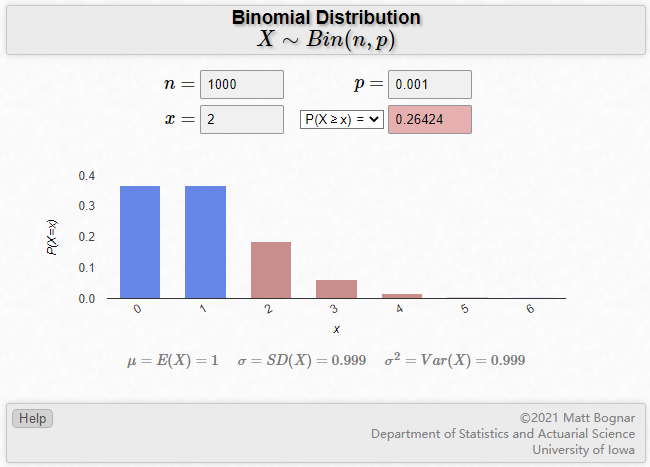 Binomial Distribution
X ∼ Bin(n, p)
n = 1000 p = 0.001
x = 2 P(X ≥ x) = 0.26424
0.4
0.3
0.2
0.1
0.0
P(X=x)
0 1 2 3 4 5 6
x
μ = E(X) = 1 σ = SD(X) = 0.999 σ² = Var(X) = 0.999
Help
©2021 Matt Bognar
Department of Statistics and Actuarial Science
University of Iowa